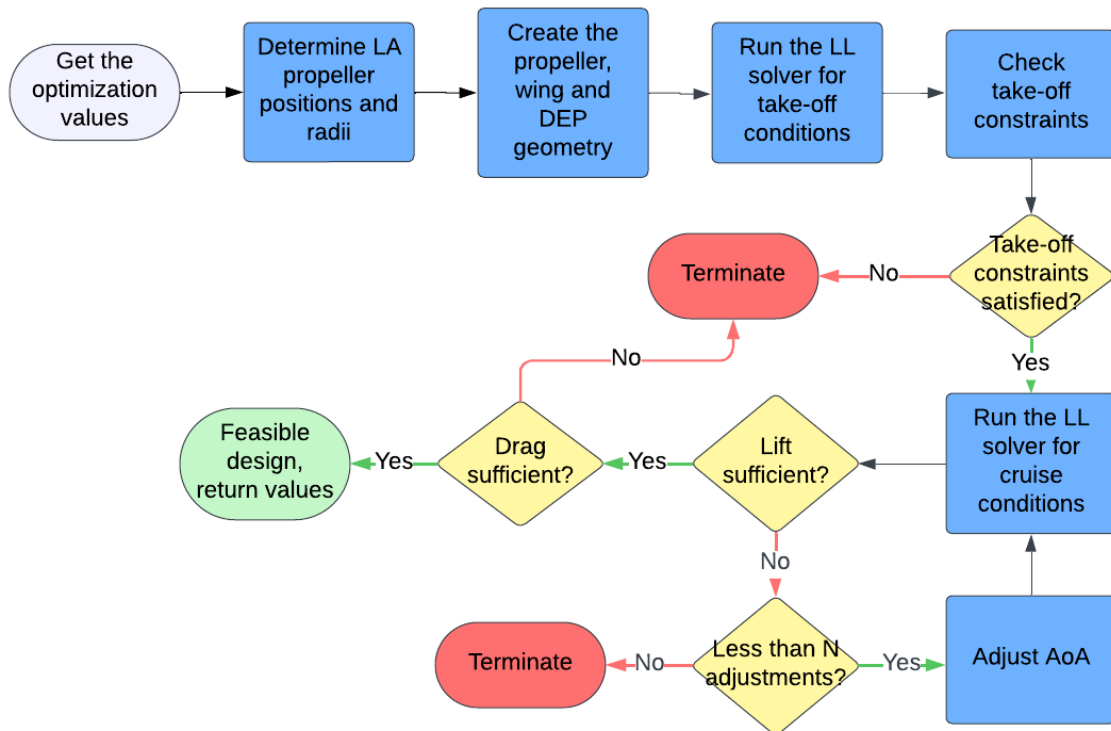 Get the
optimization
values
Determine LA
propeller
positions and
radii
Create the
propeller,
wing and
DEP
geometry
Run the LL
solver for
take-off
conditions
Check
take-off
constraints
Take-off
constraints
satisfied?
No
Terminate
Yes
Run the LL
solver for
cruise
conditions
Lift
sufficient?
Yes
Drag
sufficient?
No
Yes
Feasible
design,
return values
No
Less than N
adjustments?
No
Terminate
Yes
Adjust AoA